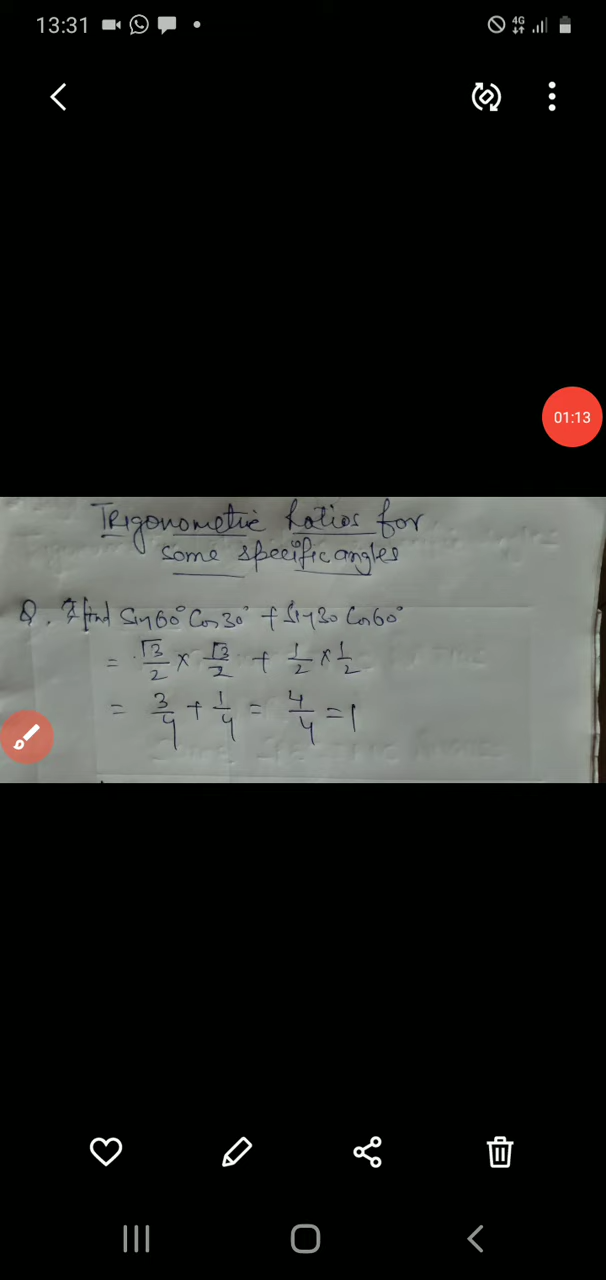 13:31
4G
01:13
Trigonometric Ratios for
some specific angles
Q. find Sin60° Cos30° + Sin30 Cos60°
= √3/2 × √3/2 + 1/2 × 1/2
= 3/4 + 1/4 = 4/4 = 1